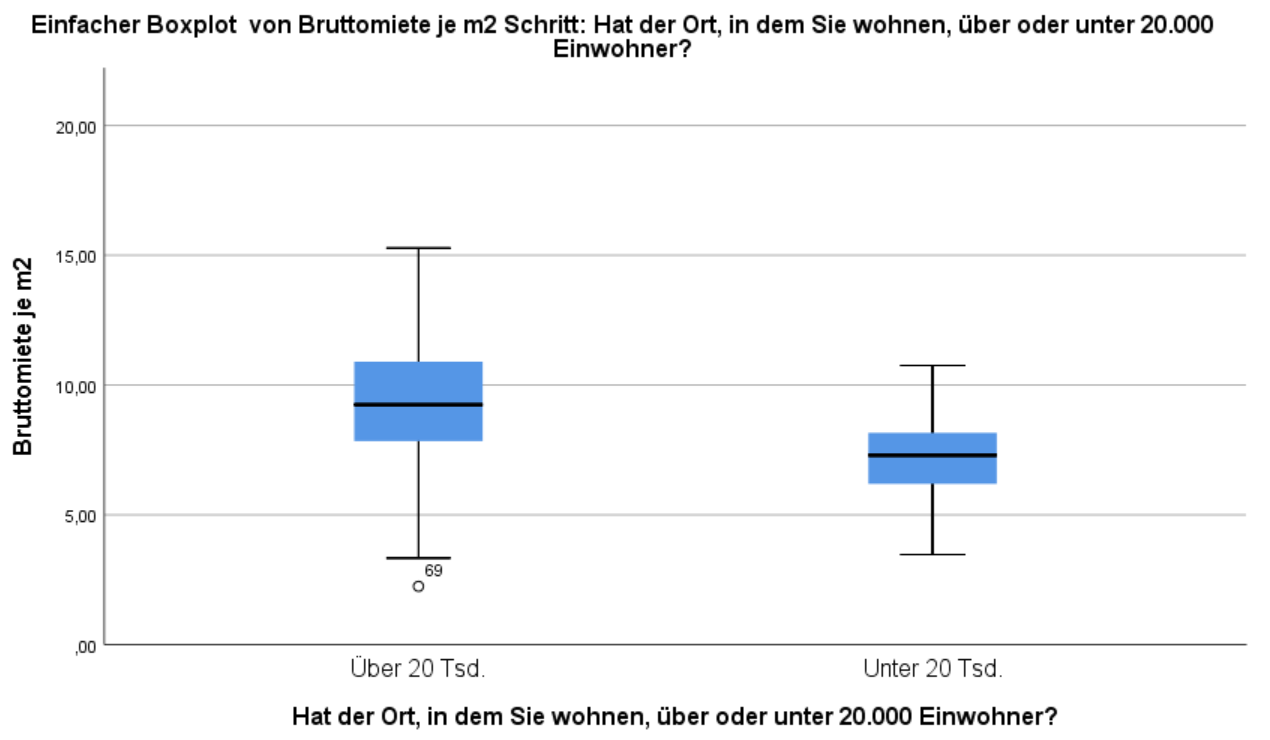 Einfacher Boxplot von Bruttomiete je m2 Schritt: Hat der Ort, in dem Sie wohnen, über oder unter 20.000
Einwohner?
Bruttomiete je m2
20,00
15,00
10,00
5,00
,00
69
Über 20 Tsd.
Unter 20 Tsd.
Hat der Ort, in dem Sie wohnen, über oder unter 20.000 Einwohner?